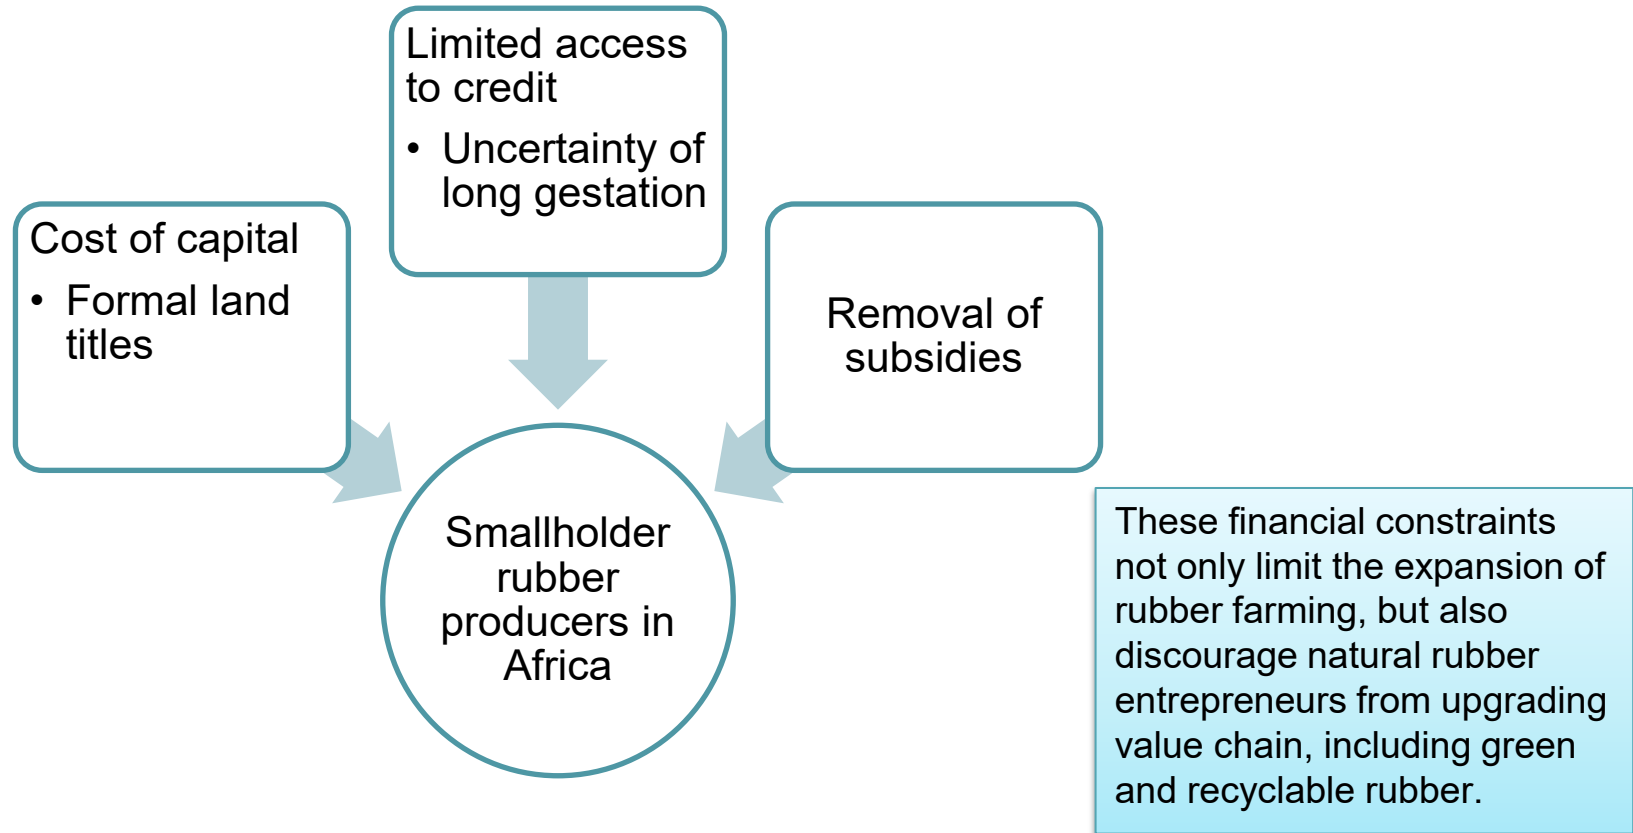 Limited access
to credit
• Uncertainty of
long gestation
Cost of capital
• Formal land
titles
Removal of
subsidies
Smallholder
rubber
producers in
Africa
These financial constraints
not only limit the expansion of
rubber farming, but also
discourage natural rubber
entrepreneurs from upgrading
value chain, including green
and recyclable rubber.